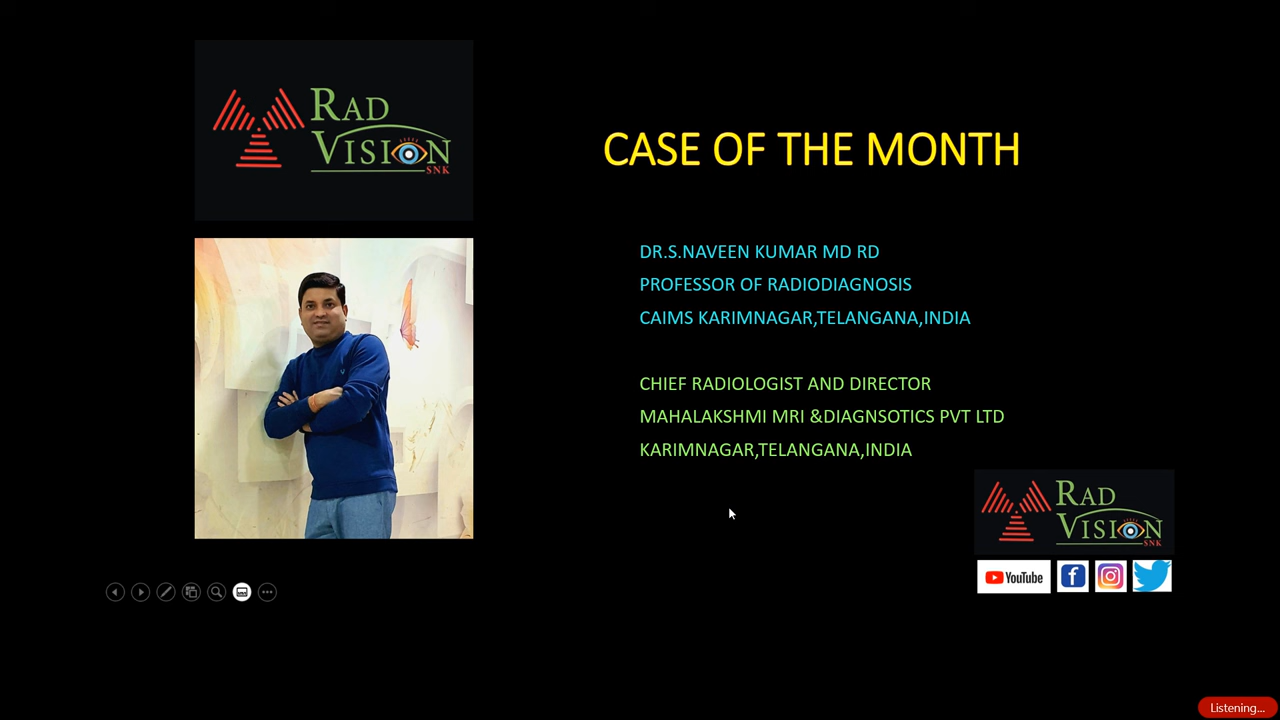 RAD
VISION
SNK
CASE OF THE MONTH
DR.S.NAVEEN KUMAR MD RD
PROFESSOR OF RADIODIAGNOSIS
CAIMS KARIMNAGAR,TELANGANA,INDIA
CHIEF RADIOLOGIST AND DIRECTOR
MAHALAKSHMI MRI &DIAGNSOTICS PVT LTD
KARIMNAGAR,TELANGANA,INDIA
RAD
VISION
SNK
YouTube
Listening...